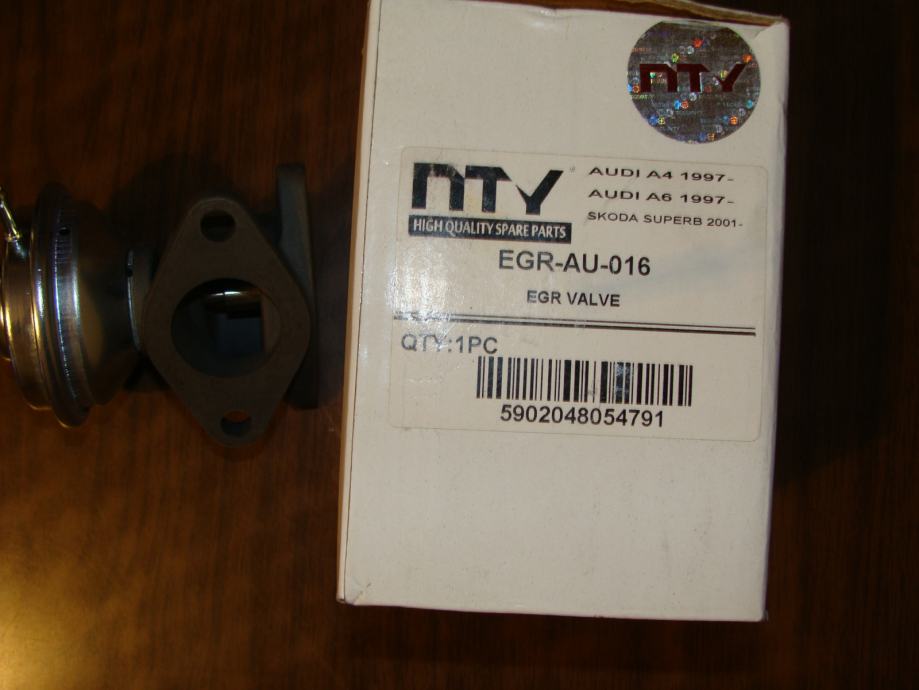 NTY
NTY
HIGH QUALITY SPARE PARTS
AUDI A4 1997-
AUDI A6 1997-
SKODA SUPERB 2001-
EGR-AU-016
EGR VALVE
QTY:1PC
5902048054791